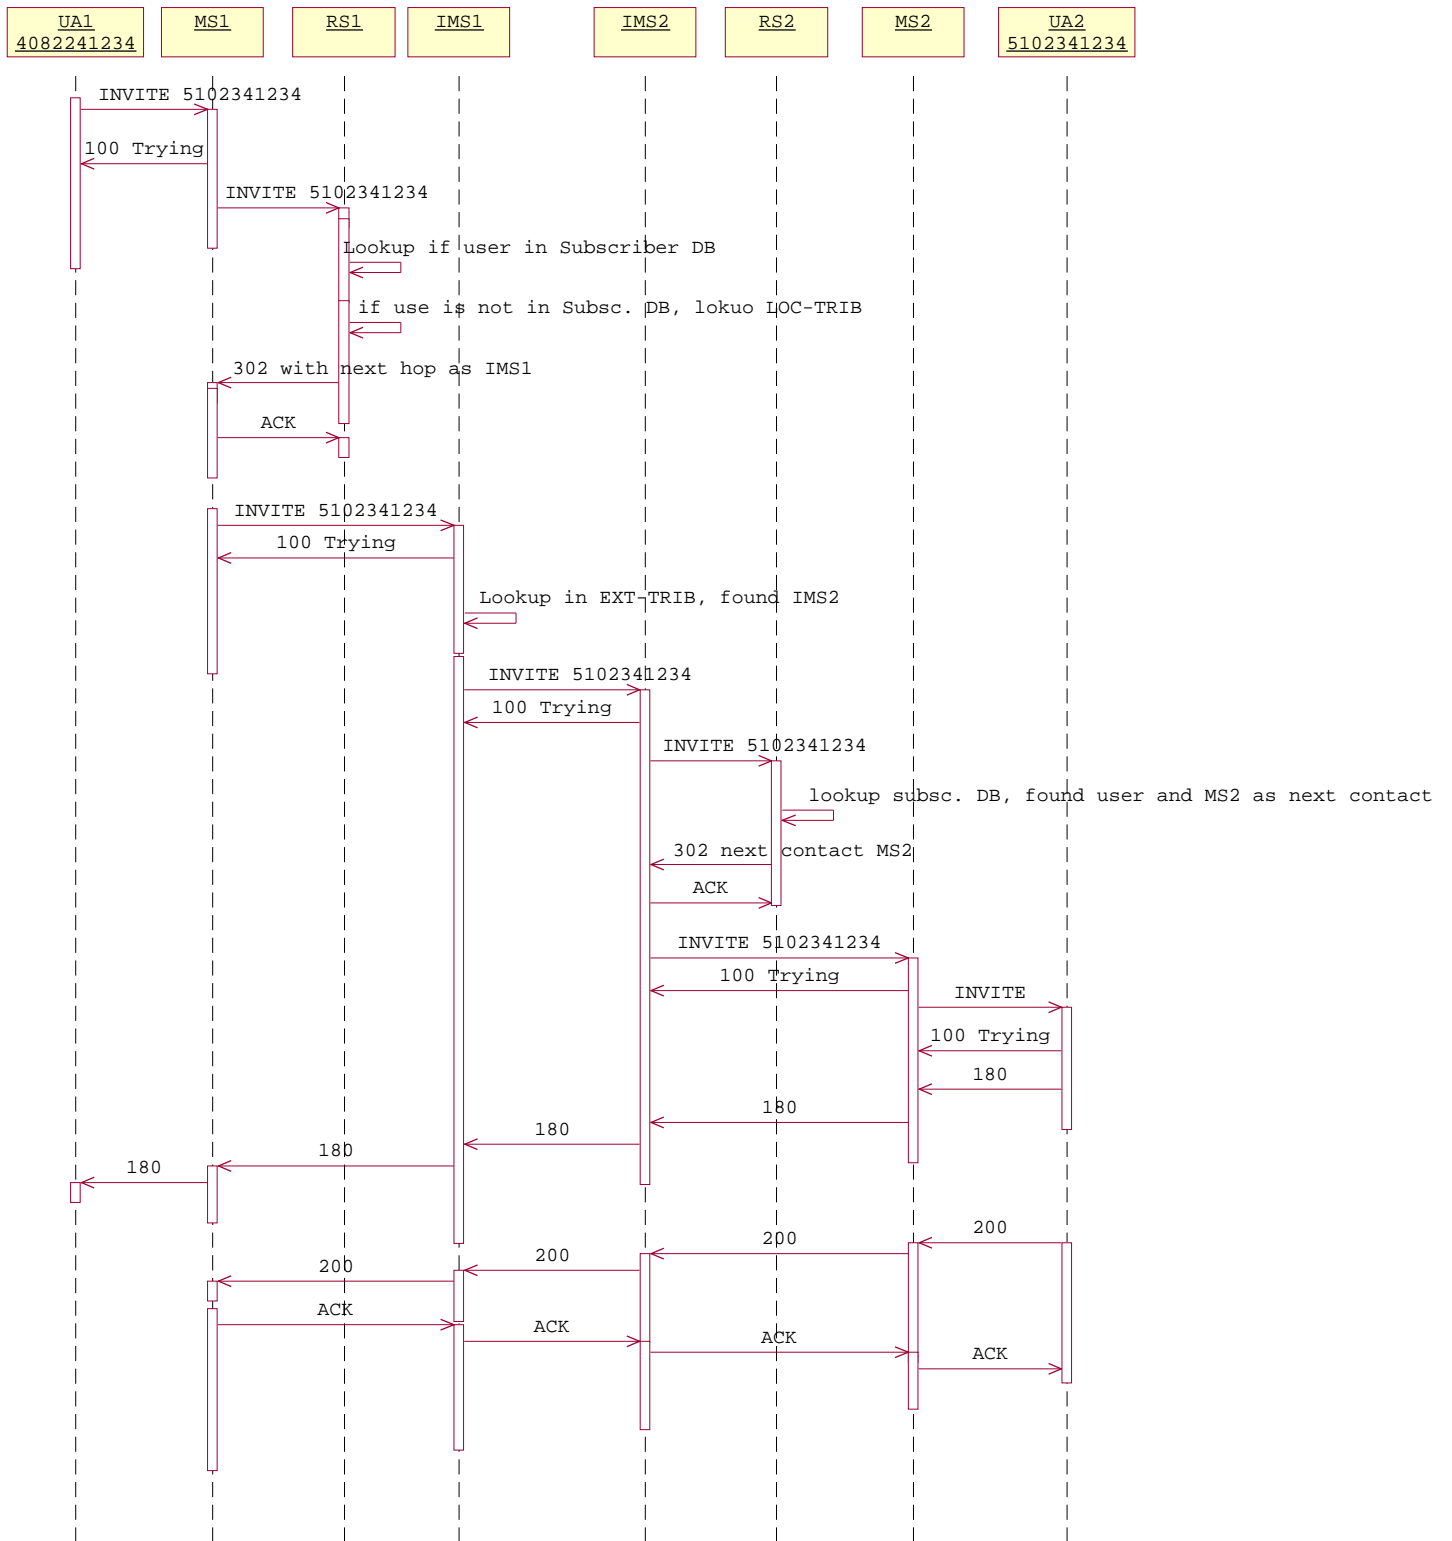 UA1
4082241234
MS1
RS1
IMS1
IMS2
RS2
MS2
UA2
5102341234
INVITE 5102341234
100 Trying
INVITE 5102341234
Lookup if user in Subscriber DB
if use is not in Subsc. DB, lokuo LOC-TRIB
302 with next hop as IMS1
ACK
INVITE 5102341234
100 Trying
Lookup in EXT-TRIB, found IMS2
INVITE 5102341234
100 Trying
INVITE 5102341234
lookup subsc. DB, found user and MS2 as next contact
302 next contact MS2
ACK
INVITE 5102341234
100 Trying
INVITE
100 Trying
180
180
180
180
180
200
200
200
200
ACK
ACK
ACK
ACK